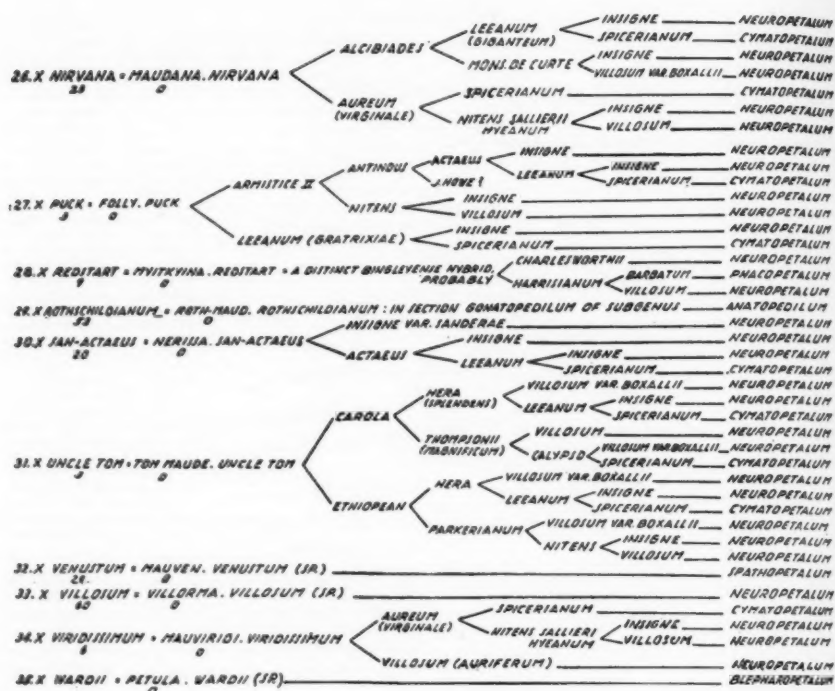 INSIGNE NEUROPETALUM
LEEANUM (GIGANTEUM) SPICERIANUM CYMATOPETALUM
ALCIBIADES INSIGNE NEUROPETALUM
MONS. DE CURTE VILLOSUM VAR. BOXALLII NEUROPETALUM
26. X NIRVANA = MAUDANA. NIRVANA
0
AUREUM (VIRGINALE) SPICERIANUM CYMATOPETALUM
NITENS SALLIERII HYEANUM INSIGNE NEUROPETALUM
VILLOSUM NEUROPETALUM
ANTINOUS ACTAEUS INSIGNE NEUROPETALUM
LEEANUM INSIGNE NEUROPETALUM
ARMISTICE II J. HOWE ? SPICERIANUM CYMATOPETALUM
27. X PUCK = FOLLY. PUCK NITENS INSIGNE NEUROPETALUM
3 0 VILLOSUM NEUROPETALUM
LEEANUM (GRATRIXIAE) INSIGNE NEUROPETALUM
SPICERIANUM CYMATOPETALUM
28. X REDSTART = MYITKYINA. REDSTART = A DISTINCT BINGLEYENSE HYBRID, PROBABLY CHARLESWORTHII NEUROPETALUM
9 0 HARRISIANUM BARBATUM PHACOPETALUM
VILLOSUM NEUROPETALUM
29. X ROTHSCHILDIANUM = ROTH-MAUD. ROTHSCHILDIANUM : IN SECTION GONATOPEDILUM OF SUBGENUS ANATOPEDILUM
53 0
30. X SAN-ACTAEUS = NERISSA. SAN-ACTAEUS INSIGNE VAR. SANDERAE NEUROPETALUM
20 0 ACTAEUS INSIGNE NEUROPETALUM
LEEANUM INSIGNE NEUROPETALUM
SPICERIANUM CYMATOPETALUM
CAROLA HERA (SPLENDENS) VILLOSUM VAR. BOXALLII NEUROPETALUM
LEEANUM INSIGNE NEUROPETALUM
SPICERIANUM CYMATOPETALUM
THOMPSONII (MAGNIFICUM) VILLOSUM NEUROPETALUM
CALYPSO VILLOSUM VAR. BOXALLII NEUROPETALUM
SPICERIANUM CYMATOPETALUM
31. X UNCLE TOM = TOM MAUDE. UNCLE TOM
3 0
ETHIOPEAN HERA VILLOSUM VAR. BOXALLII NEUROPETALUM
LEEANUM INSIGNE NEUROPETALUM
SPICERIANUM CYMATOPETALUM
PARKERIANUM VILLOSUM VAR. BOXALLII NEUROPETALUM
NITENS INSIGNE NEUROPETALUM
VILLOSUM NEUROPETALUM
32. X VENUSTUM = MAUVEN. VENUSTUM (SP.) SPATHOPETALUM
0
33. X VILLOSUM = VILLORMA. VILLOSUM (SP.) NEUROPETALUM
0
AUREUM (VIRGINALE) SPICERIANUM CYMATOPETALUM
NITENS SALLIERI HYEANUM INSIGNE NEUROPETALUM
VILLOSUM NEUROPETALUM
34. X VIRIDISSIMUM = MAUVIRIDI. VIRIDISSIMUM
6 0
VILLOSUM (AURIFERUM) NEUROPETALUM
35. X WARDII = PETULA. WARDII (SP) BLEPHAROPETALUM
0